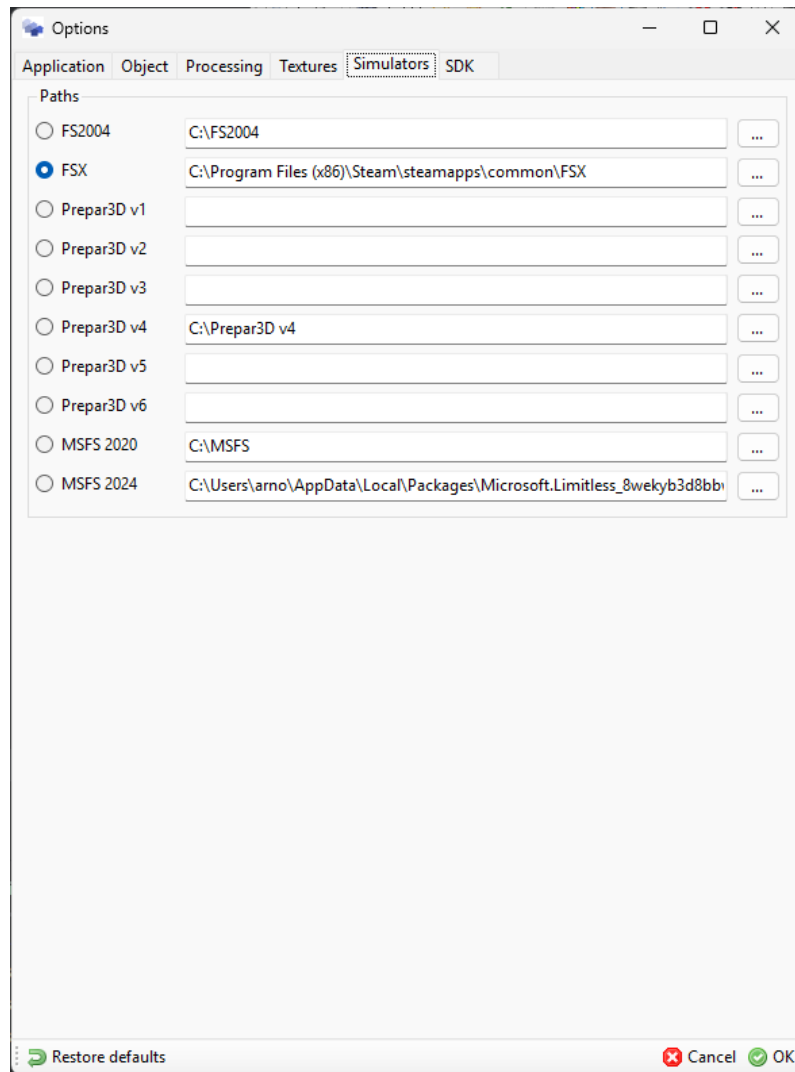 Options
Application Object Processing Textures Simulators SDK
Paths
FS2004 C:\FS2004 ...
FSX C:\Program Files (x86)\Steam\steamapps\common\FSX ...
Prepar3D v1 ...
Prepar3D v2 ...
Prepar3D v3 ...
Prepar3D v4 C:\Prepar3D v4 ...
Prepar3D v5 ...
Prepar3D v6 ...
MSFS 2020 C:\MSFS ...
MSFS 2024 C:\Users\arno\AppData\Local\Packages\Microsoft.Limitless_8wekyb3d8bb ...
Restore defaults Cancel OK